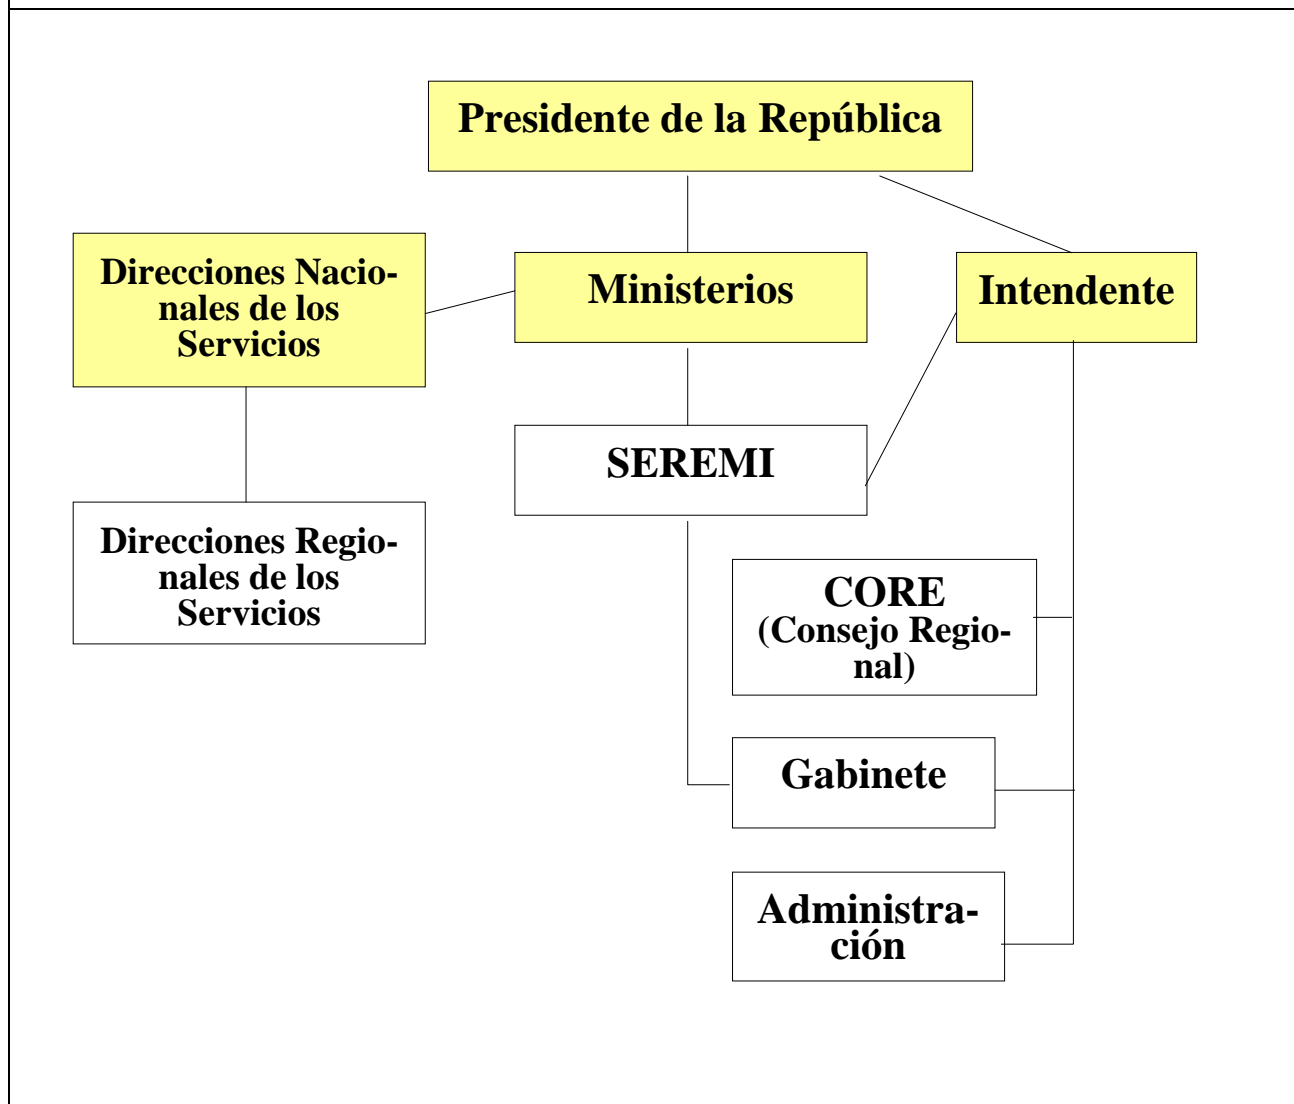 Presidente de la República
Direcciones Nacio-
nales de los
Servicios
Ministerios
Intendente
SEREMI
Direcciones Regio-
nales de los
Servicios
CORE
(Consejo Regio-
nal)
Gabinete
Administra-
ción